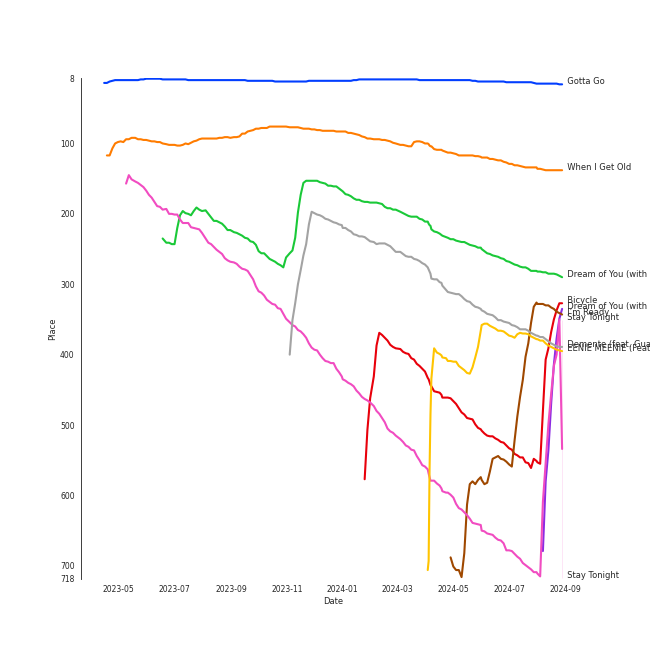 8
100
200
300
400
500
600
700
718
Place
2023-05
2023-07
2023-09
2023-11
2024-01
2024-03
2024-05
2024-07
2024-09
Date
Gotta Go
When I Get Old
Dream of You (with
Bicycle
Dream of You (with
I'm Ready
Stay Tonight
Demente (feat. Gua
EENIE MEENIE (Feat
Stay Tonight